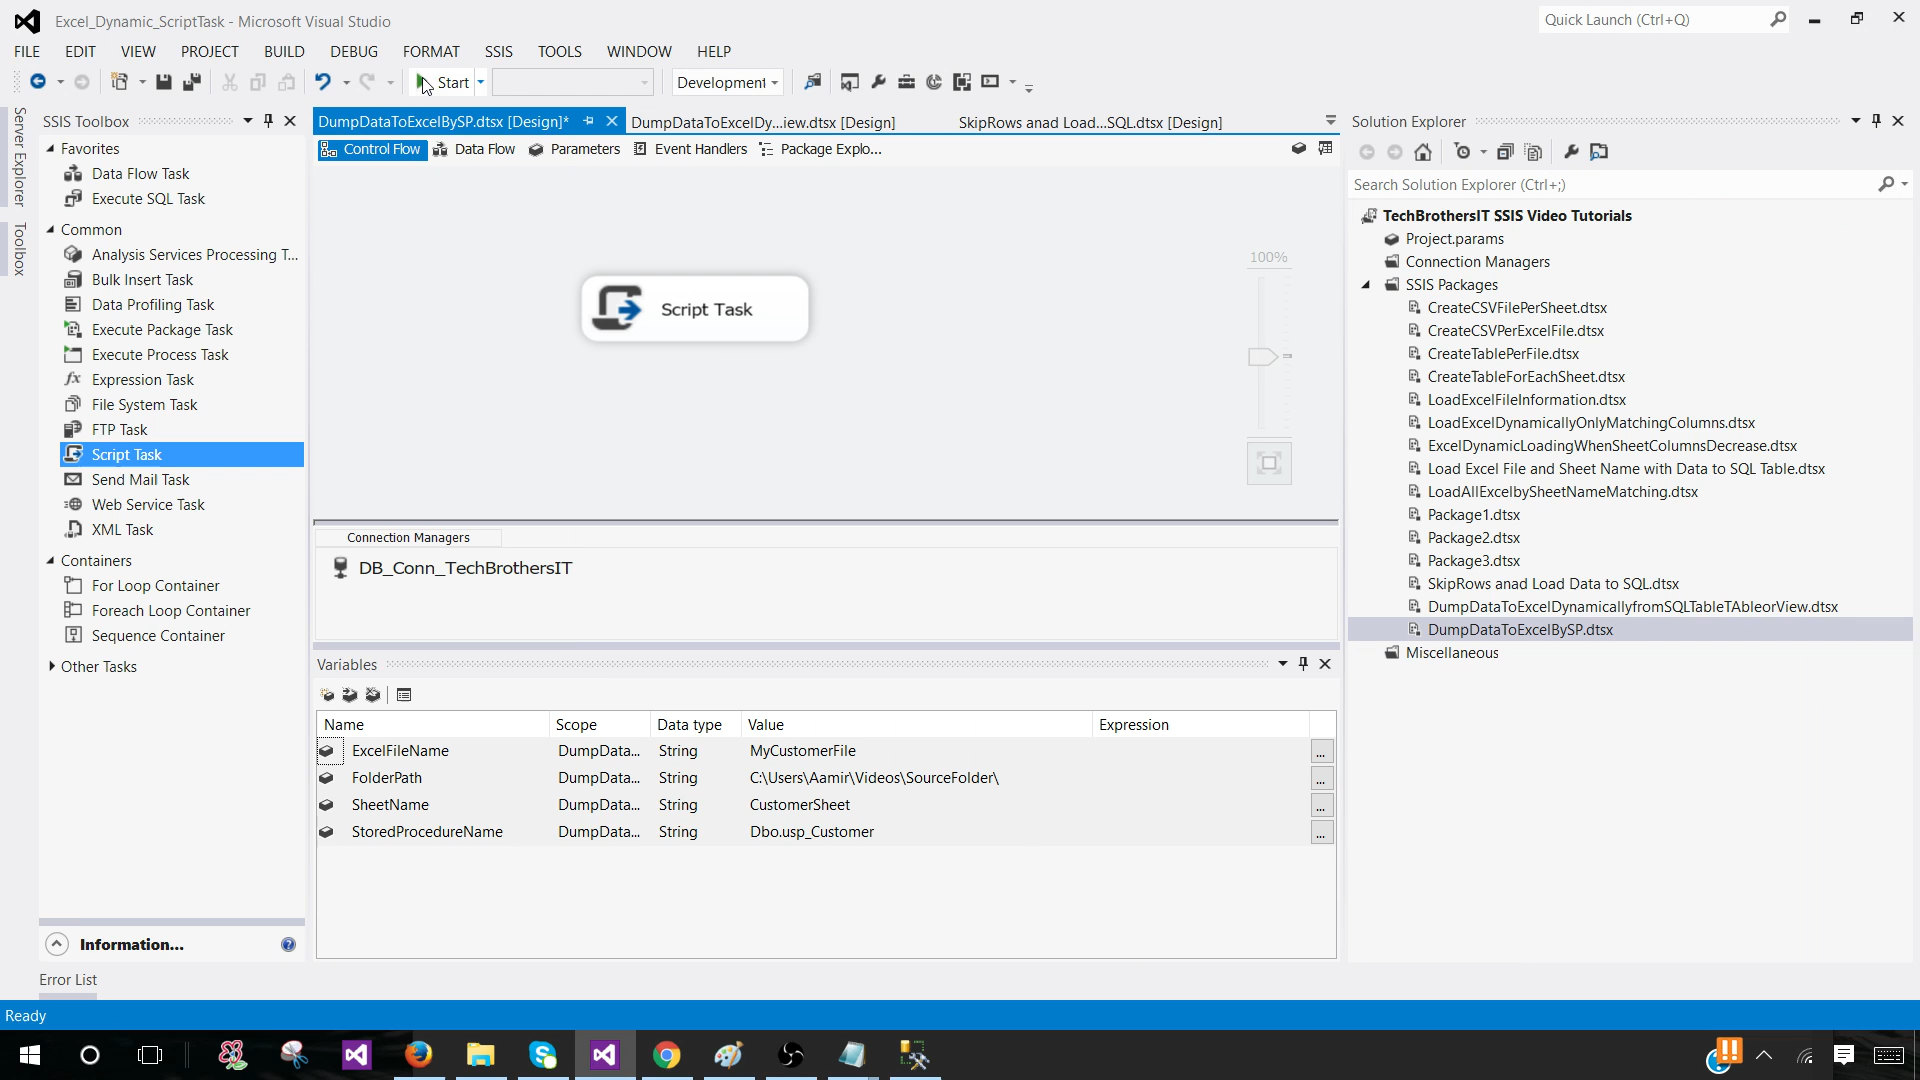 Excel_Dynamic_ScriptTask - Microsoft Visual Studio
Quick Launch (Ctrl+Q)
FILE EDIT VIEW PROJECT BUILD DEBUG FORMAT SSIS TOOLS WINDOW HELP
Start
Development
Server Explorer
Toolbox
SSIS Toolbox
Favorites
Data Flow Task
Execute SQL Task
Common
Analysis Services Processing T...
Bulk Insert Task
Data Profiling Task
Execute Package Task
Execute Process Task
Expression Task
File System Task
FTP Task
Script Task
Send Mail Task
Web Service Task
XML Task
Containers
For Loop Container
Foreach Loop Container
Sequence Container
Other Tasks
Information...
Error List
DumpDataToExcelBySP.dtsx [Design]*
DumpDataToExcelDy...iew.dtsx [Design]
SkipRows anad Load...SQL.dtsx [Design]
Control Flow
Data Flow
Parameters
Event Handlers
Package Explo...
Script Task
100%
Connection Managers
DB_Conn_TechBrothersIT
Variables
Name Scope Data type Value Expression
ExcelFileName DumpData... String MyCustomerFile ...
FolderPath DumpData... String C:\Users\Aamir\Videos\SourceFolder\ ...
SheetName DumpData... String CustomerSheet ...
StoredProcedureName DumpData... String Dbo.usp_Customer ...
Solution Explorer
Search Solution Explorer (Ctrl+;)
TechBrothersIT SSIS Video Tutorials
Project.params
Connection Managers
SSIS Packages
CreateCSVFilePerSheet.dtsx
CreateCSVPerExcelFile.dtsx
CreateTablePerFile.dtsx
CreateTableForEachSheet.dtsx
LoadExcelFileInformation.dtsx
LoadExcelDynamicallyOnlyMatchingColumns.dtsx
ExcelDynamicLoadingWhenSheetColumnsDecrease.dtsx
Load Excel File and Sheet Name with Data to SQL Table.dtsx
LoadAllExcelbySheetNameMatching.dtsx
Package1.dtsx
Package2.dtsx
Package3.dtsx
SkipRows anad Load Data to SQL.dtsx
DumpDataToExcelDynamicallyfromSQLTableTAbleorView.dtsx
DumpDataToExcelBySP.dtsx
Miscellaneous
Ready